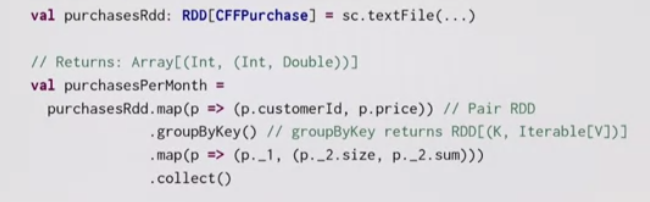 val purchasesRdd: RDD[CFFPurchase] = sc.textFile(...)
// Returns: Array[(Int, (Int, Double))]
val purchasesPerMonth =
purchasesRdd.map(p => (p.customerId, p.price)) // Pair RDD
.groupByKey() // groupByKey returns RDD[(K, Iterable[V])]
.map(p => (p._1, (p._2.size, p._2.sum)))
.collect()